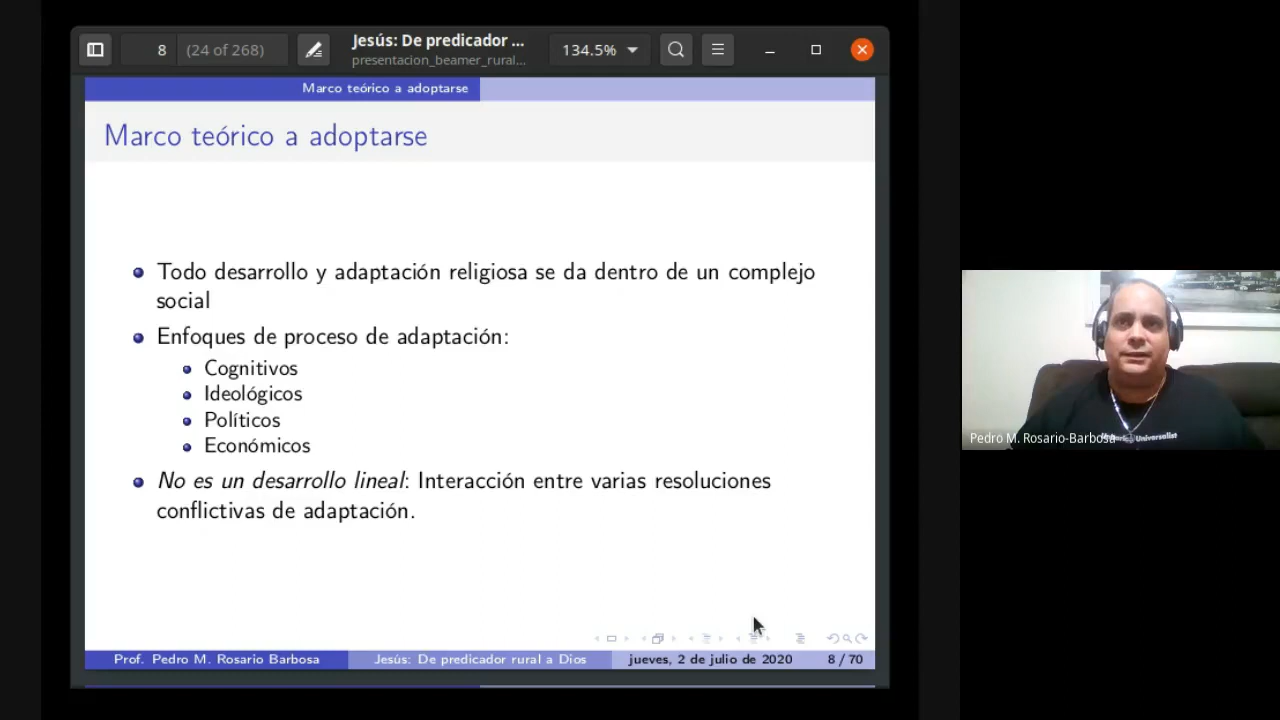 8 (24 of 268)
Jesús: De predicador ...
presentacion_beamer_rural...
134.5%
Marco teórico a adoptarse
Marco teórico a adoptarse
Todo desarrollo y adaptación religiosa se da dentro de un complejo
social
Enfoques de proceso de adaptación:
Cognitivos
Ideológicos
Políticos
Económicos
No es un desarrollo lineal: Interacción entre varias resoluciones
conflictivas de adaptación.
Prof. Pedro M. Rosario Barbosa
Jesús: De predicador rural a Dios
jueves, 2 de julio de 2020
8 / 70
Pedro M. Rosario-Barbosa
Universalist